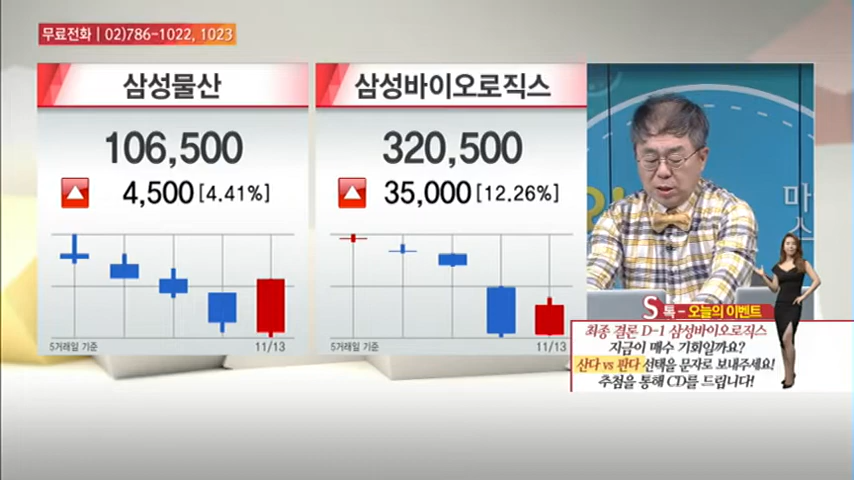 무료전화 | 02)786-1022, 1023
삼성물산
106,500
4,500 [4.41%]
5거래일 기준
11/13
삼성바이오로직스
320,500
35,000 [12.26%]
5거래일 기준
11/13
마
스
S톡 - 오늘의 이벤트
최종 결론 D-1 삼성바이오로직스
지금이 매수 기회일까요?
산다 vs 판다 선택을 문자로 보내주세요!
추첨을 통해 CD를 드립니다!